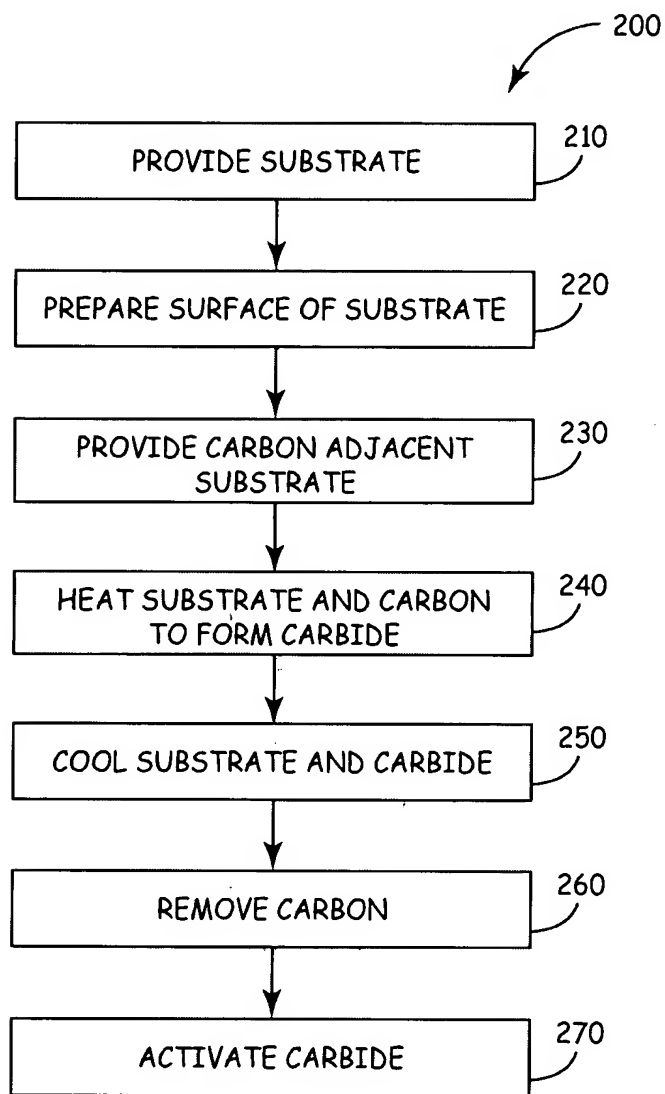 200
PROVIDE SUBSTRATE
210
PREPARE SURFACE OF SUBSTRATE
220
PROVIDE CARBON ADJACENT
SUBSTRATE
230
HEAT SUBSTRATE AND CARBON
TO FORM CARBIDE
240
COOL SUBSTRATE AND CARBIDE
250
REMOVE CARBON
260
ACTIVATE CARBIDE
270